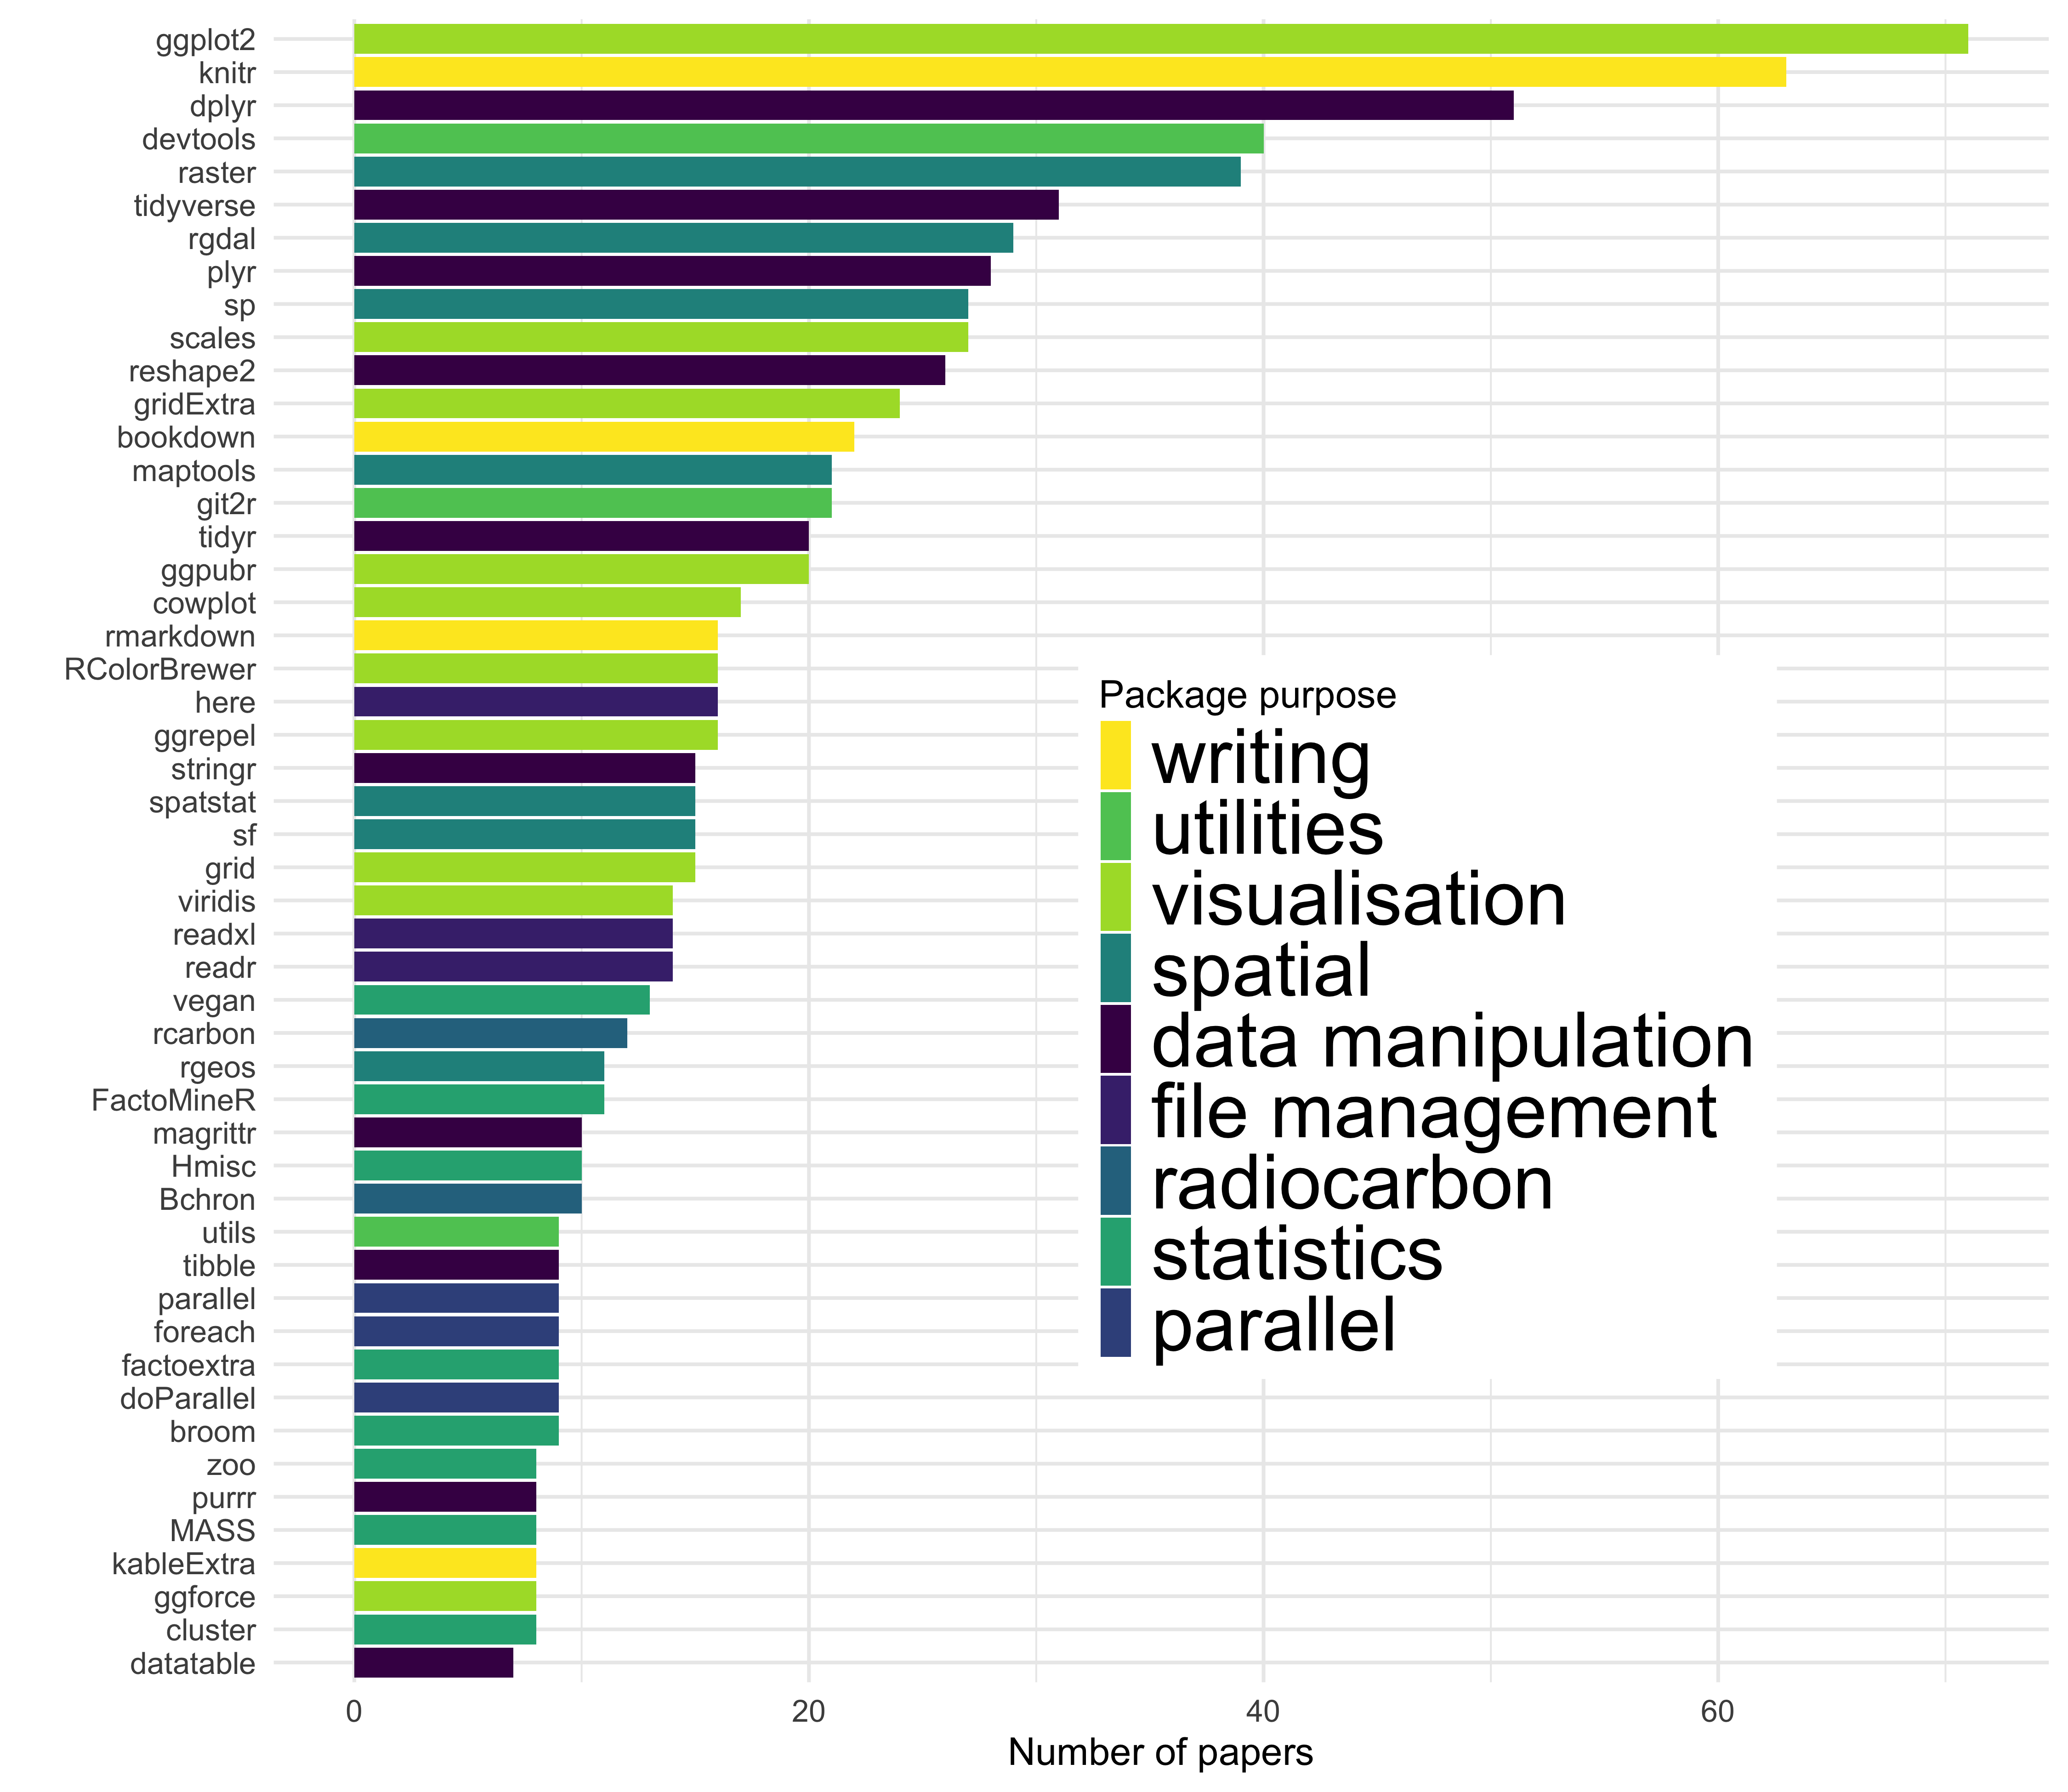 ggplot2
knitr
dplyr
devtools
raster
tidyverse
rgdal
plyr
sp
scales
reshape2
gridExtra
bookdown
maptools
git2r
tidyr
ggpubr
cowplot
rmarkdown
RColorBrewer
here
ggrepel
stringr
spatstat
sf
grid
viridis
readxl
readr
vegan
rcarbon
rgeos
FactoMineR
magrittr
Hmisc
Bchron
utils
tibble
parallel
foreach
factoextra
doParallel
broom
zoo
purrr
MASS
kableExtra
ggforce
cluster
datatable
Package purpose
writing
utilities
visualisation
spatial
data manipulation
file management
radiocarbon
statistics
parallel
0 20 40 60
Number of papers